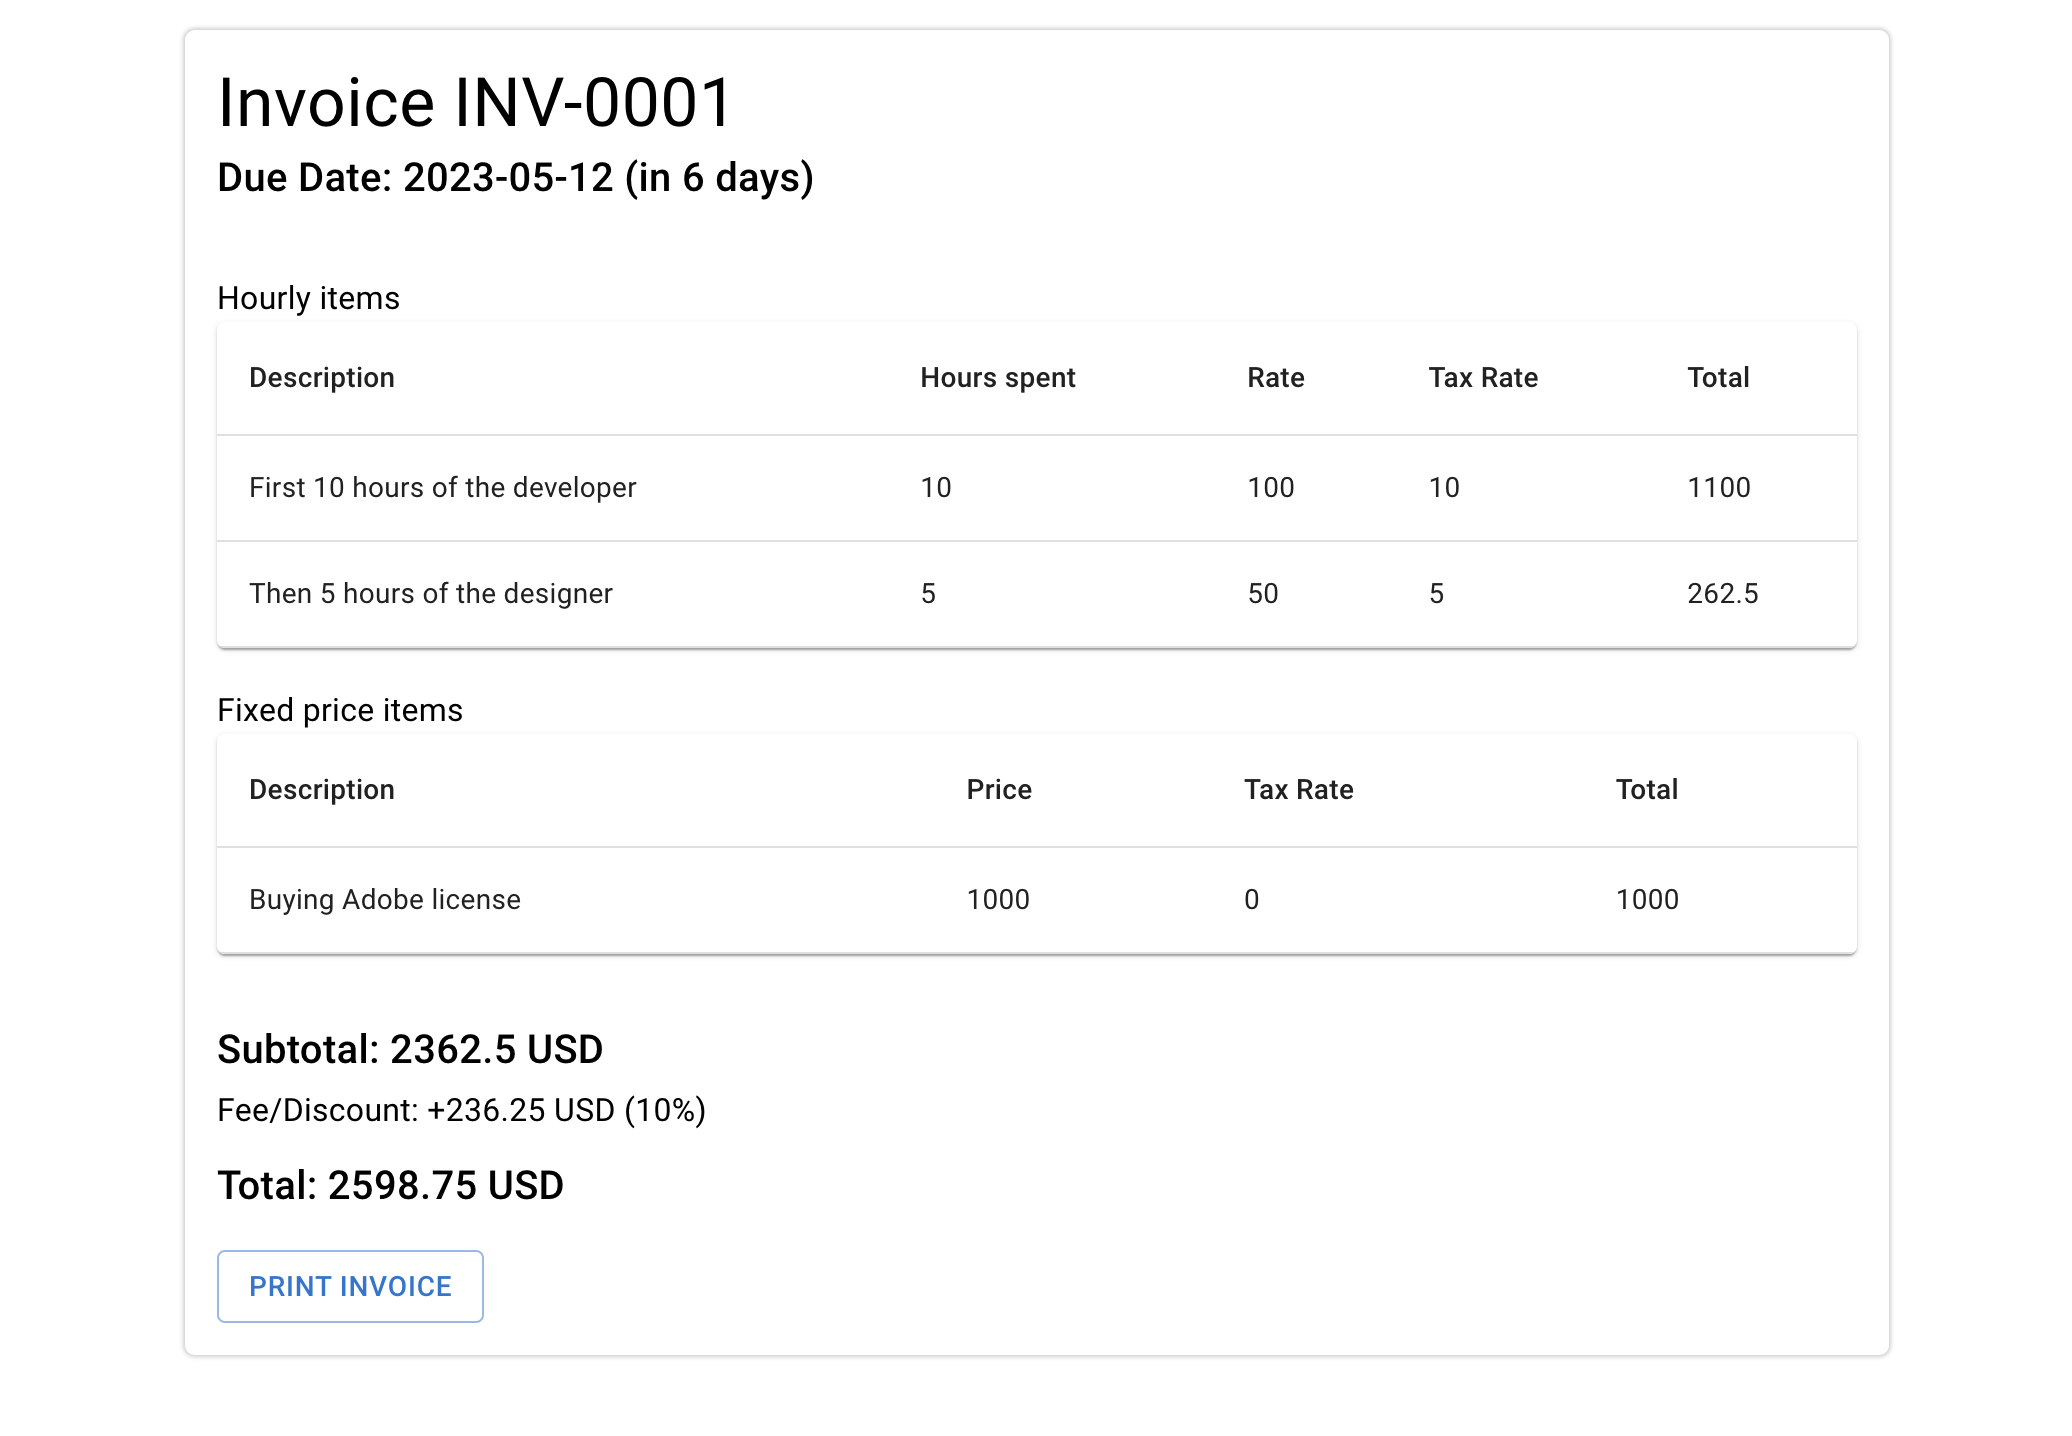 Invoice INV-0001
Due Date: 2023-05-12 (in 6 days)
Hourly items
Description Hours spent Rate Tax Rate Total
First 10 hours of the developer 10 100 10 1100
Then 5 hours of the designer 5 50 5 262.5
Fixed price items
Description Price Tax Rate Total
Buying Adobe license 1000 0 1000
Subtotal: 2362.5 USD
Fee/Discount: +236.25 USD (10%)
Total: 2598.75 USD
PRINT INVOICE